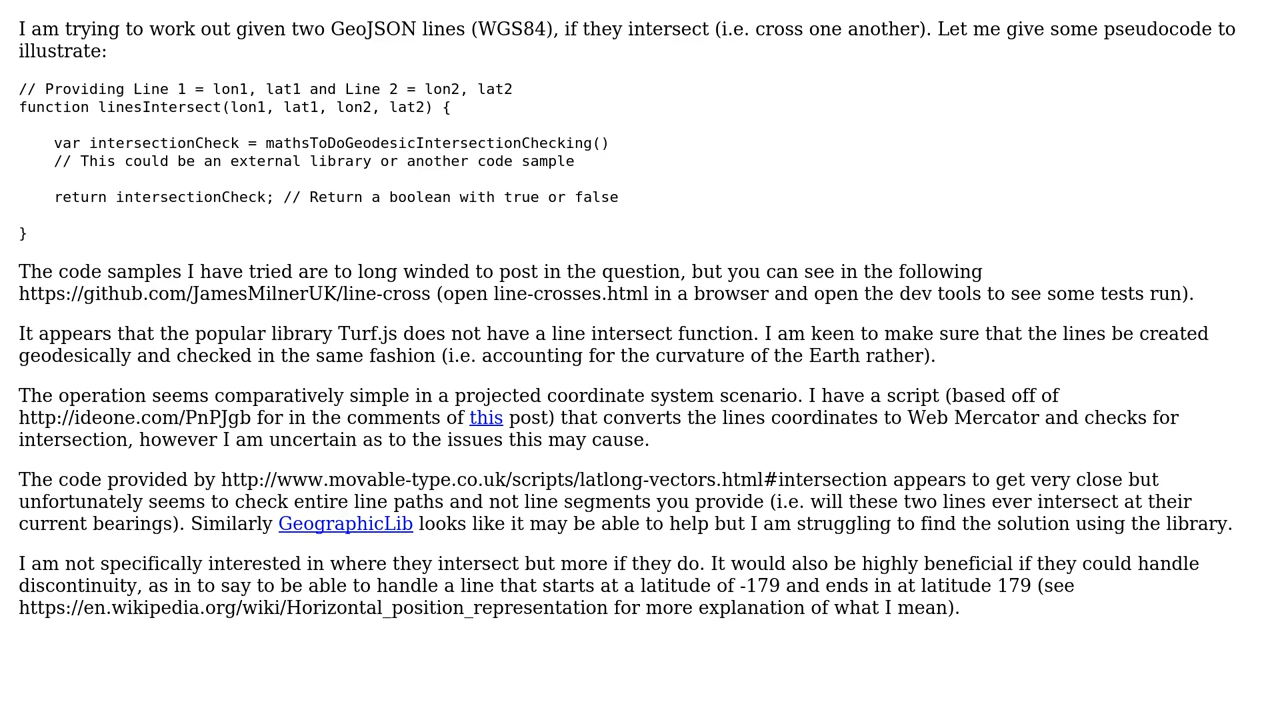 I am trying to work out given two GeoJSON lines (WGS84), if they intersect (i.e. cross one another). Let me give some pseudocode to
illustrate:
// Providing Line 1 = lon1, lat1 and Line 2 = lon2, lat2
function linesIntersect(lon1, lat1, lon2, lat2) {
    var intersectionCheck = mathsToDoGeodesicIntersectionChecking()
    // This could be an external library or another code sample
    return intersectionCheck; // Return a boolean with true or false
}
The code samples I have tried are to long winded to post in the question, but you can see in the following
https://github.com/JamesMilnerUK/line-cross (open line-crosses.html in a browser and open the dev tools to see some tests run).
It appears that the popular library Turf.js does not have a line intersect function. I am keen to make sure that the lines be created
geodesically and checked in the same fashion (i.e. accounting for the curvature of the Earth rather).
The operation seems comparatively simple in a projected coordinate system scenario. I have a script (based off of
http://ideone.com/PnPJgb for in the comments of this post) that converts the lines coordinates to Web Mercator and checks for
intersection, however I am uncertain as to the issues this may cause.
The code provided by http://www.movable-type.co.uk/scripts/latlong-vectors.html#intersection appears to get very close but
unfortunately seems to check entire line paths and not line segments you provide (i.e. will these two lines ever intersect at their
current bearings). Similarly GeographicLib looks like it may be able to help but I am struggling to find the solution using the library.
I am not specifically interested in where they intersect but more if they do. It would also be highly beneficial if they could handle
discontinuity, as in to say to be able to handle a line that starts at a latitude of -179 and ends in at latitude 179 (see
https://en.wikipedia.org/wiki/Horizontal_position_representation for more explanation of what I mean).